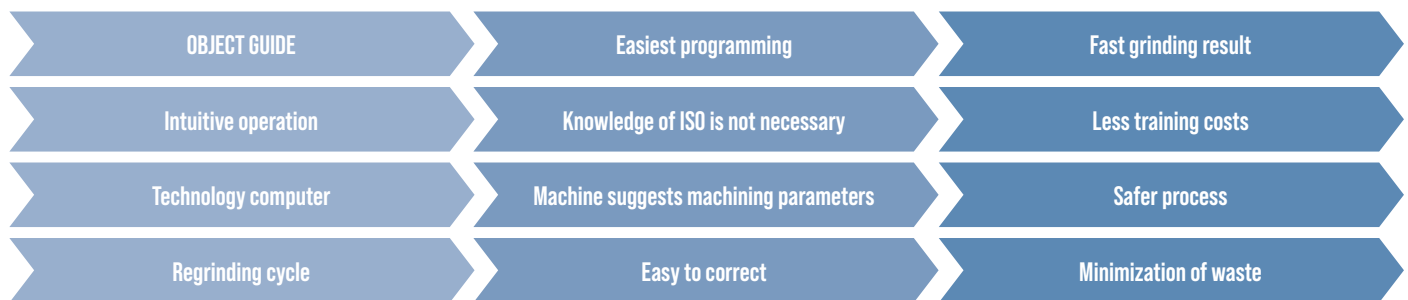 OBJECT GUIDE
Easiest programming
Fast grinding result
Intuitive operation
Knowledge of ISO is not necessary
Less training costs
Technology computer
Machine suggests machining parameters
Safer process
Regrinding cycle
Easy to correct
Minimization of waste